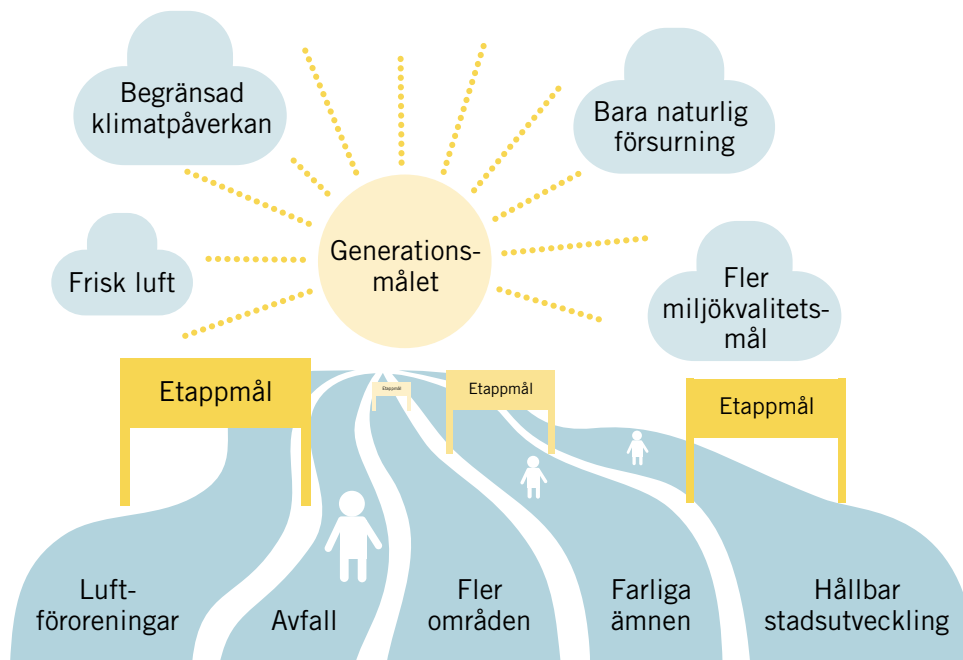 Begränsad
klimatpåverkan
Bara naturlig
försurning
Generations-
målet
Frisk luft
Fler
miljökvalitets-
mål
Etappmål
Etappmål
Etappmål
Etappmål
Luft-
föroreningar
Avfall
Fler
områden
Farliga
ämnen
Hållbar
stadsutveckling